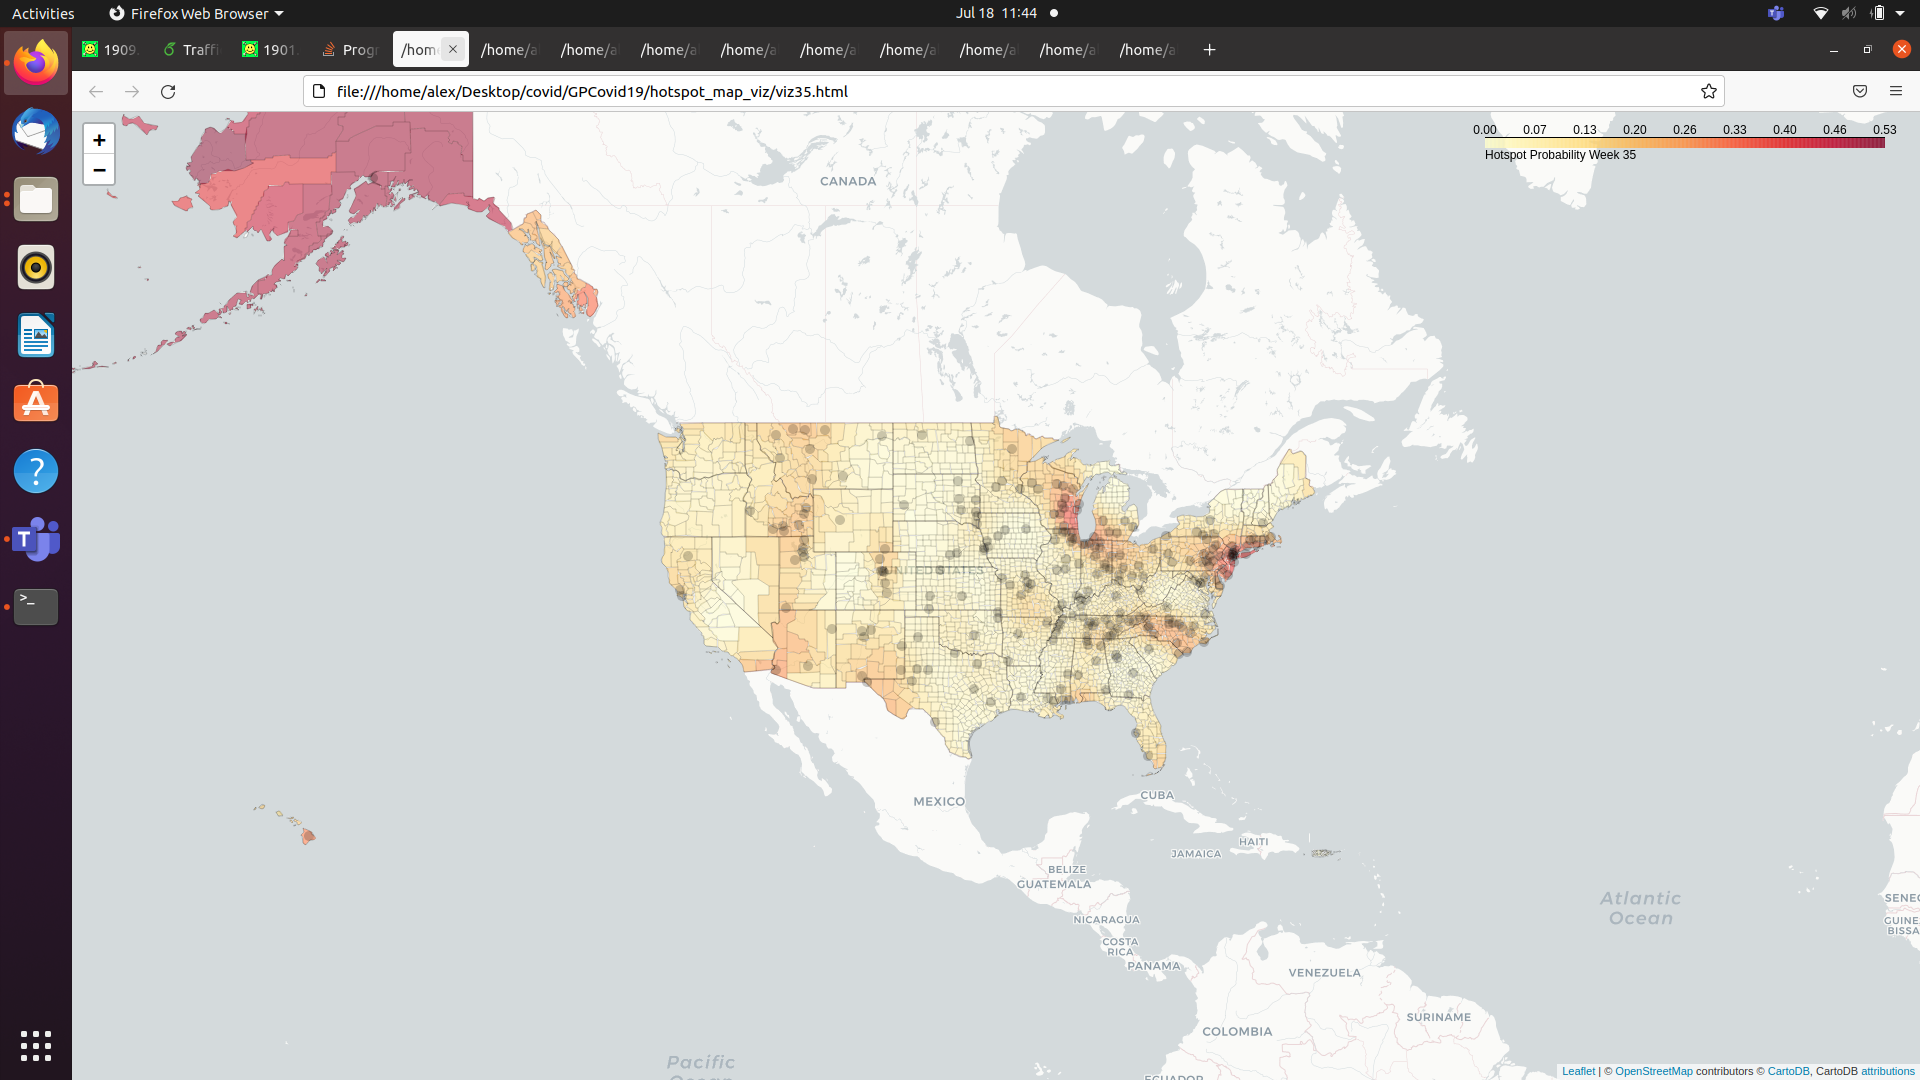 Activities
Firefox Web Browser
Jul 18 11:44
1909.
Traffi
1901.
Progr
/hom
/home/a
/home/a
/home/a
/home/a
/home/a
/home/a
/home/a
/home/a
/home/a
file:///home/alex/Desktop/covid/GPCovid19/hotspot_map_viz/viz35.html
+
−
0.00 0.07 0.13 0.20 0.26 0.33 0.40 0.46 0.53
Hotspot Probability Week 35
CANADA
UNITED STATES
MEXICO
CUBA
HAITI
JAMAICA
BELIZE
GUATEMALA
NICARAGUA
COSTA
RICA
PANAMA
VENEZUELA
COLOMBIA
SURINAME
ECUADOR
SENEG
GUINE
BISSA
Atlantic
Ocean
Pacific
Ocean
Leaflet | © OpenStreetMap contributors © CartoDB, CartoDB attributions